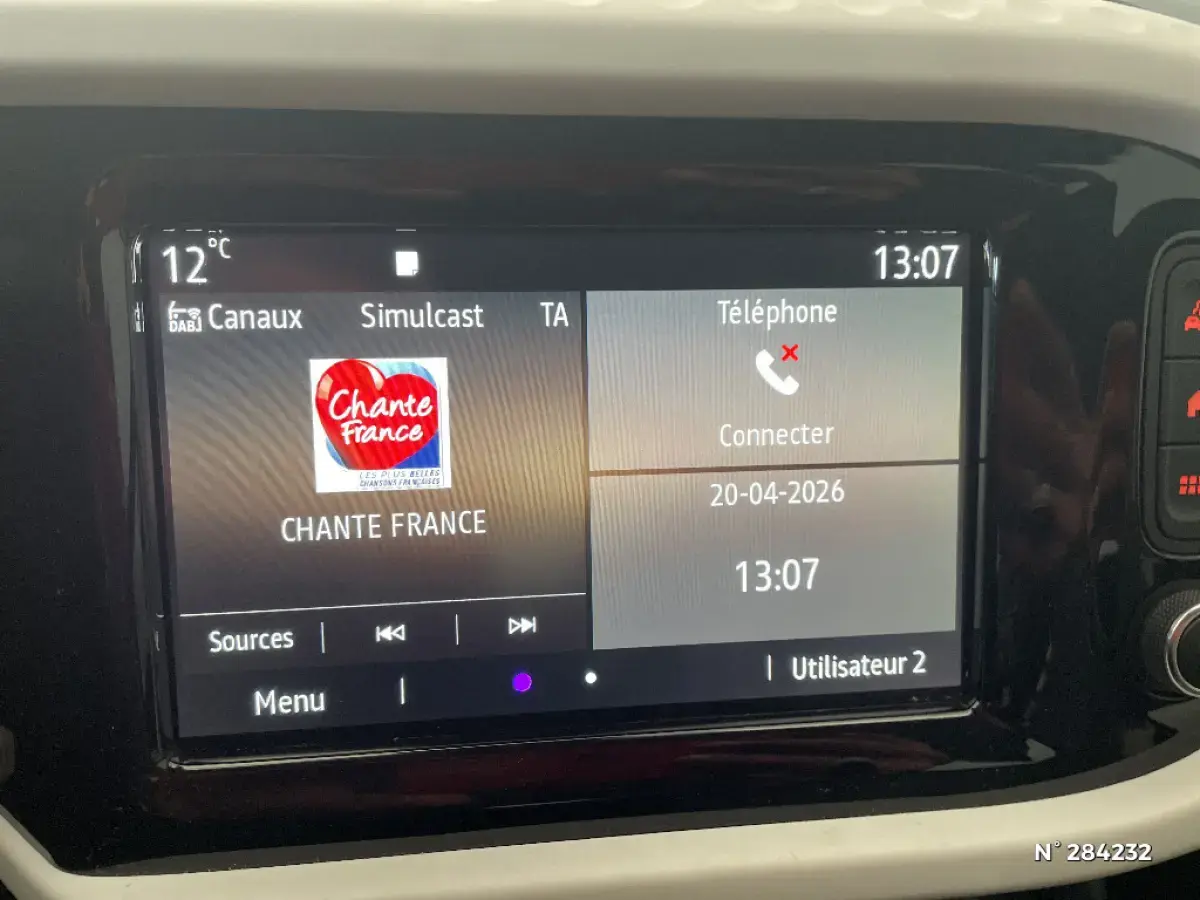 12°C
13:07
DAB Canaux Simulcast TA
Chante
France
LES PLUS BELLES
CHANSONS FRANÇAISES
CHANTE FRANCE
Sources
Menu
Téléphone
Connecter
20-04-2026
13:07
Utilisateur 2
N° 284232